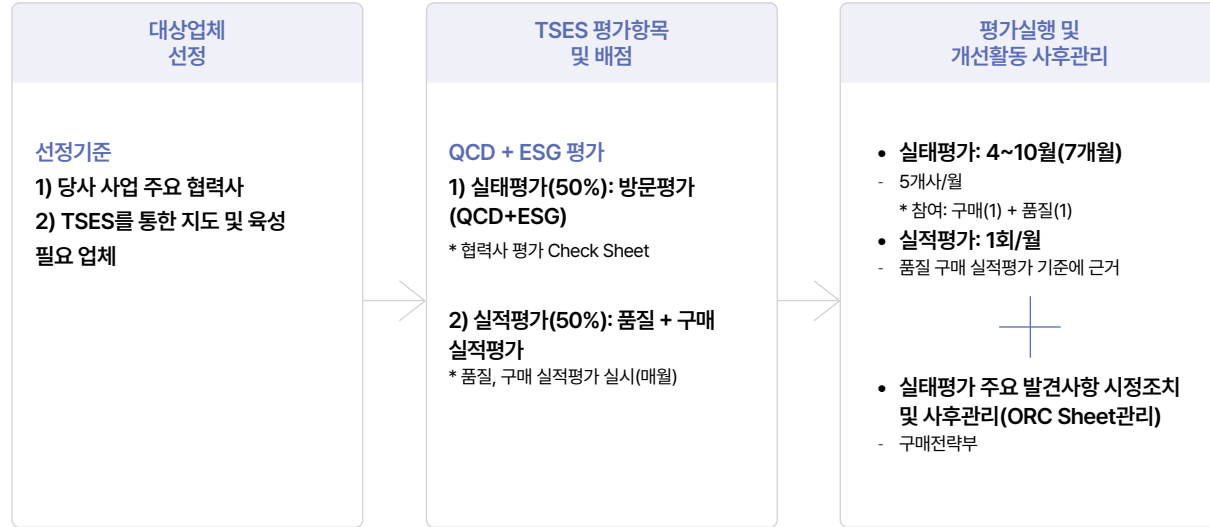 대상업체
선정
선정기준
1) 당사 사업 주요 협력사
2) TSES를 통한 지도 및 육성
필요 업체
TSES 평가항목
및 배점
QCD + ESG 평가
1) 실태평가(50%): 방문평가
(QCD+ESG)
* 협력사 평가 Check Sheet
2) 실적평가(50%): 품질 + 구매
실적평가
* 품질, 구매 실적평가 실시(매월)
평가실행 및
개선활동 사후관리
• 실태평가: 4~10월(7개월)
- 5개사/월
* 참여: 구매(1) + 품질(1)
• 실적평가: 1회/월
- 품질 구매 실적평가 기준에 근거
• 실태평가 주요 발견사항 시정조치
및 사후관리(ORC Sheet관리)
- 구매전략부